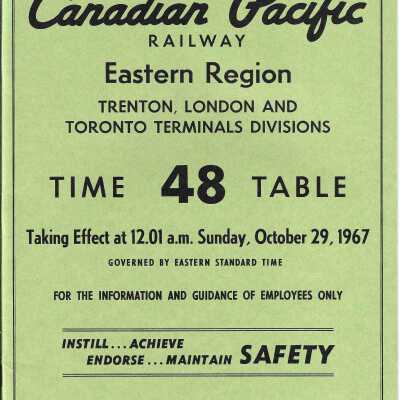 Canadian Pacific
RAILWAY
Eastern Region
TRENTON, LONDON AND
TORONTO TERMINALS DIVISIONS
TIME 48 TABLE
Taking Effect at 12.01 a.m. Sunday, October 29, 1967
GOVERNED BY EASTERN STANDARD TIME
FOR THE INFORMATION AND GUIDANCE OF EMPLOYEES ONLY
INSTILL...ACHIEVE
ENDORSE...MAINTAIN SAFETY